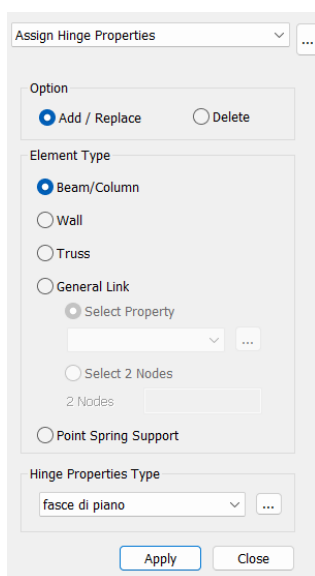 Assign Hinge Properties
...
Option
Add / Replace Delete
Element Type
Beam/Column
Wall
Truss
General Link
Select Property
...
Select 2 Nodes
2 Nodes
Point Spring Support
Hinge Properties Type
fasce di piano ...
Apply Close